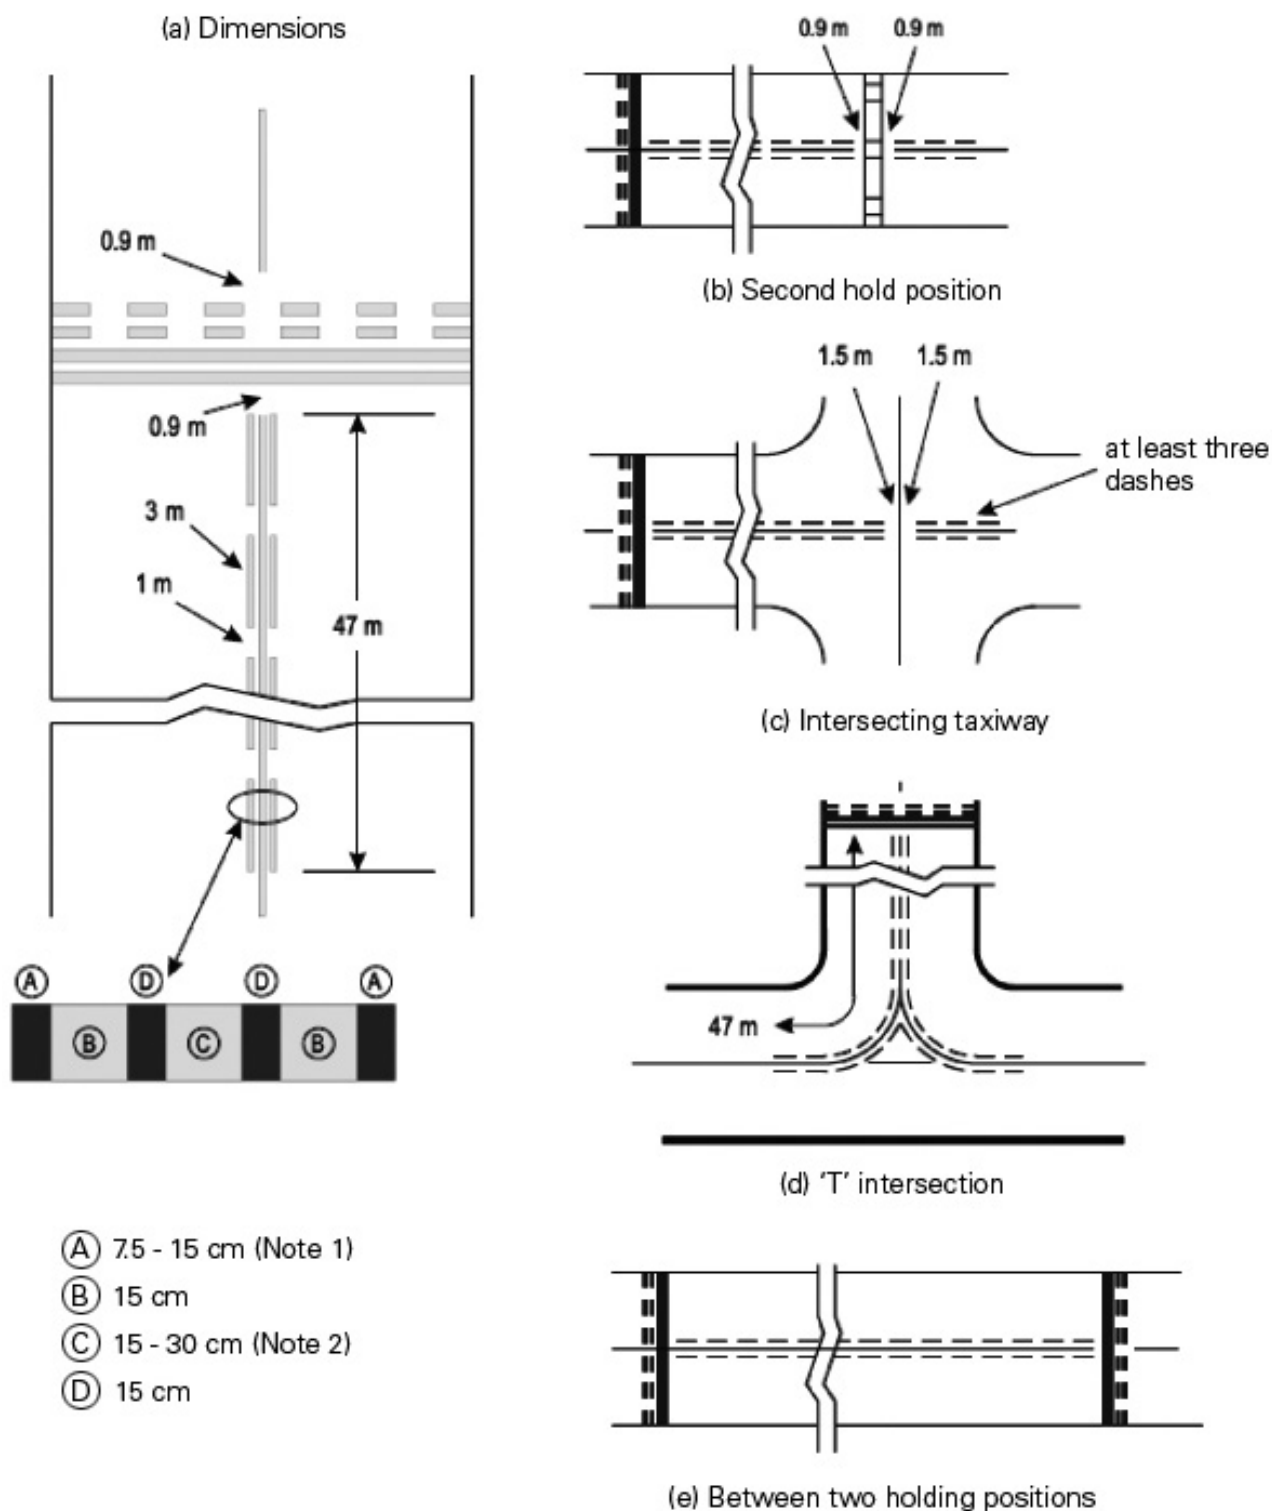 (a) Dimensions
0.9 m
0.9 m
3 m
1 m
47 m
A D D A
B C B
A 7.5 - 15 cm (Note 1)
B 15 cm
C 15 - 30 cm (Note 2)
D 15 cm
0.9 m 0.9 m
(b) Second hold position
1.5 m 1.5 m
at least three
dashes
(c) Intersecting taxiway
47 m
(d) ‘T’ intersection
(e) Between two holding positions